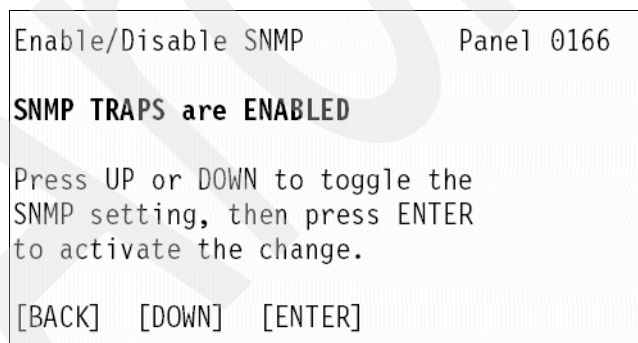 Enable/Disable SNMP Panel 0166
SNMP TRAPS are ENABLED
Press UP or DOWN to toggle the
SNMP setting, then press ENTER
to activate the change.
[BACK] [DOWN] [ENTER]